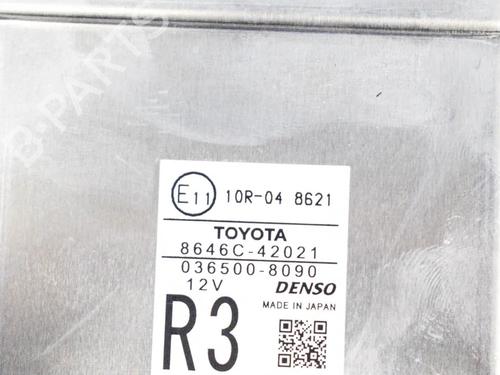 B-PARTS
E11 10R-04 8621
TOYOTA
8646C-42021
036500-8090
12V DENSO
MADE IN JAPAN
R3